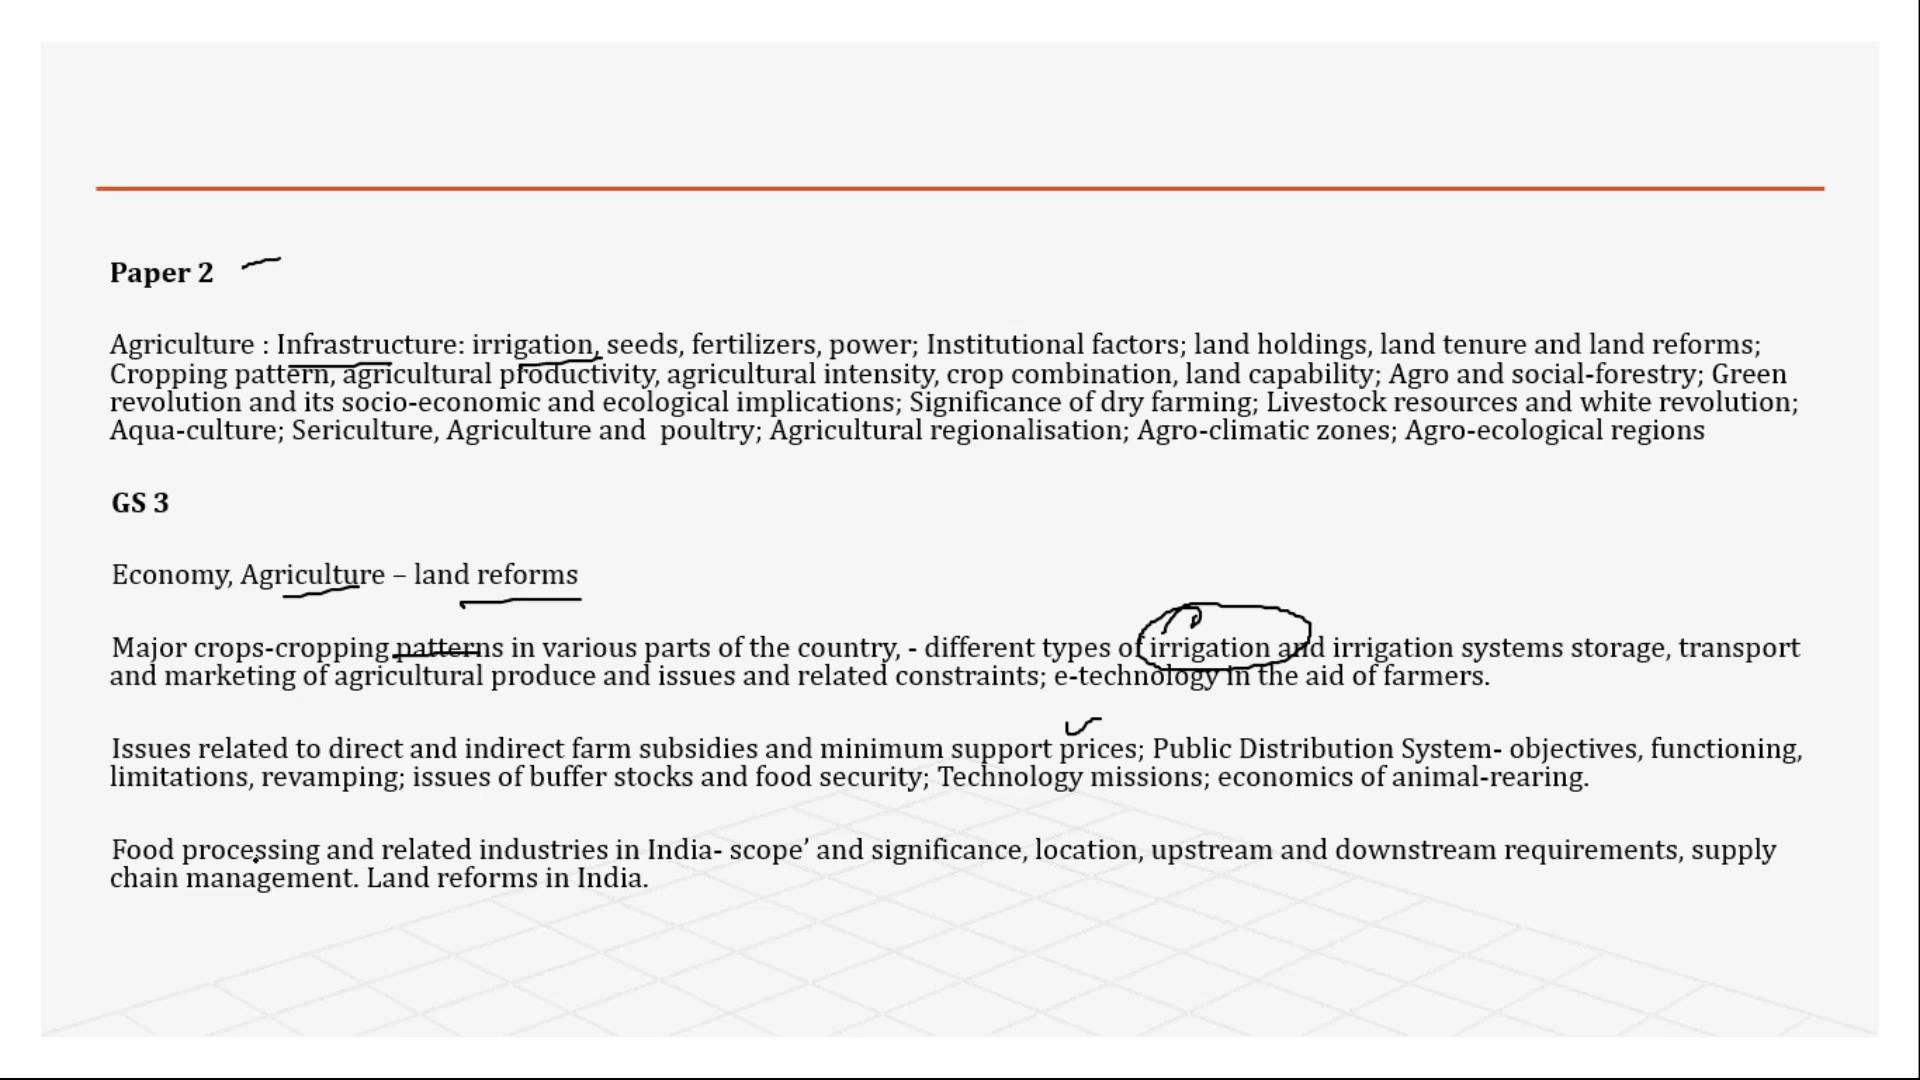 Paper 2
Agriculture : Infrastructure: irrigation, seeds, fertilizers, power; Institutional factors; land holdings, land tenure and land reforms;
Cropping pattern, agricultural productivity, agricultural intensity, crop combination, land capability; Agro and social-forestry; Green
revolution and its socio-economic and ecological implications; Significance of dry farming; Livestock resources and white revolution;
Aqua-culture; Sericulture, Agriculture and poultry; Agricultural regionalisation; Agro-climatic zones; Agro-ecological regions
GS 3
Economy, Agriculture – land reforms
Major crops-cropping patterns in various parts of the country, - different types of irrigation and irrigation systems storage, transport
and marketing of agricultural produce and issues and related constraints; e-technology in the aid of farmers.
Issues related to direct and indirect farm subsidies and minimum support prices; Public Distribution System- objectives, functioning,
limitations, revamping; issues of buffer stocks and food security; Technology missions; economics of animal-rearing.
Food processing and related industries in India- scope’ and significance, location, upstream and downstream requirements, supply
chain management. Land reforms in India.